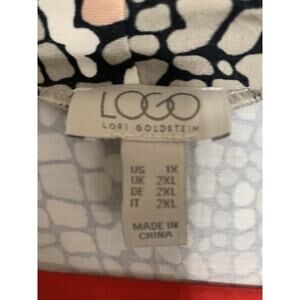 LOGO
LORI GOLDSTEIN
US 1X
UK 2XL
DE 2XL
IT 2XL
MADE IN
CHINA